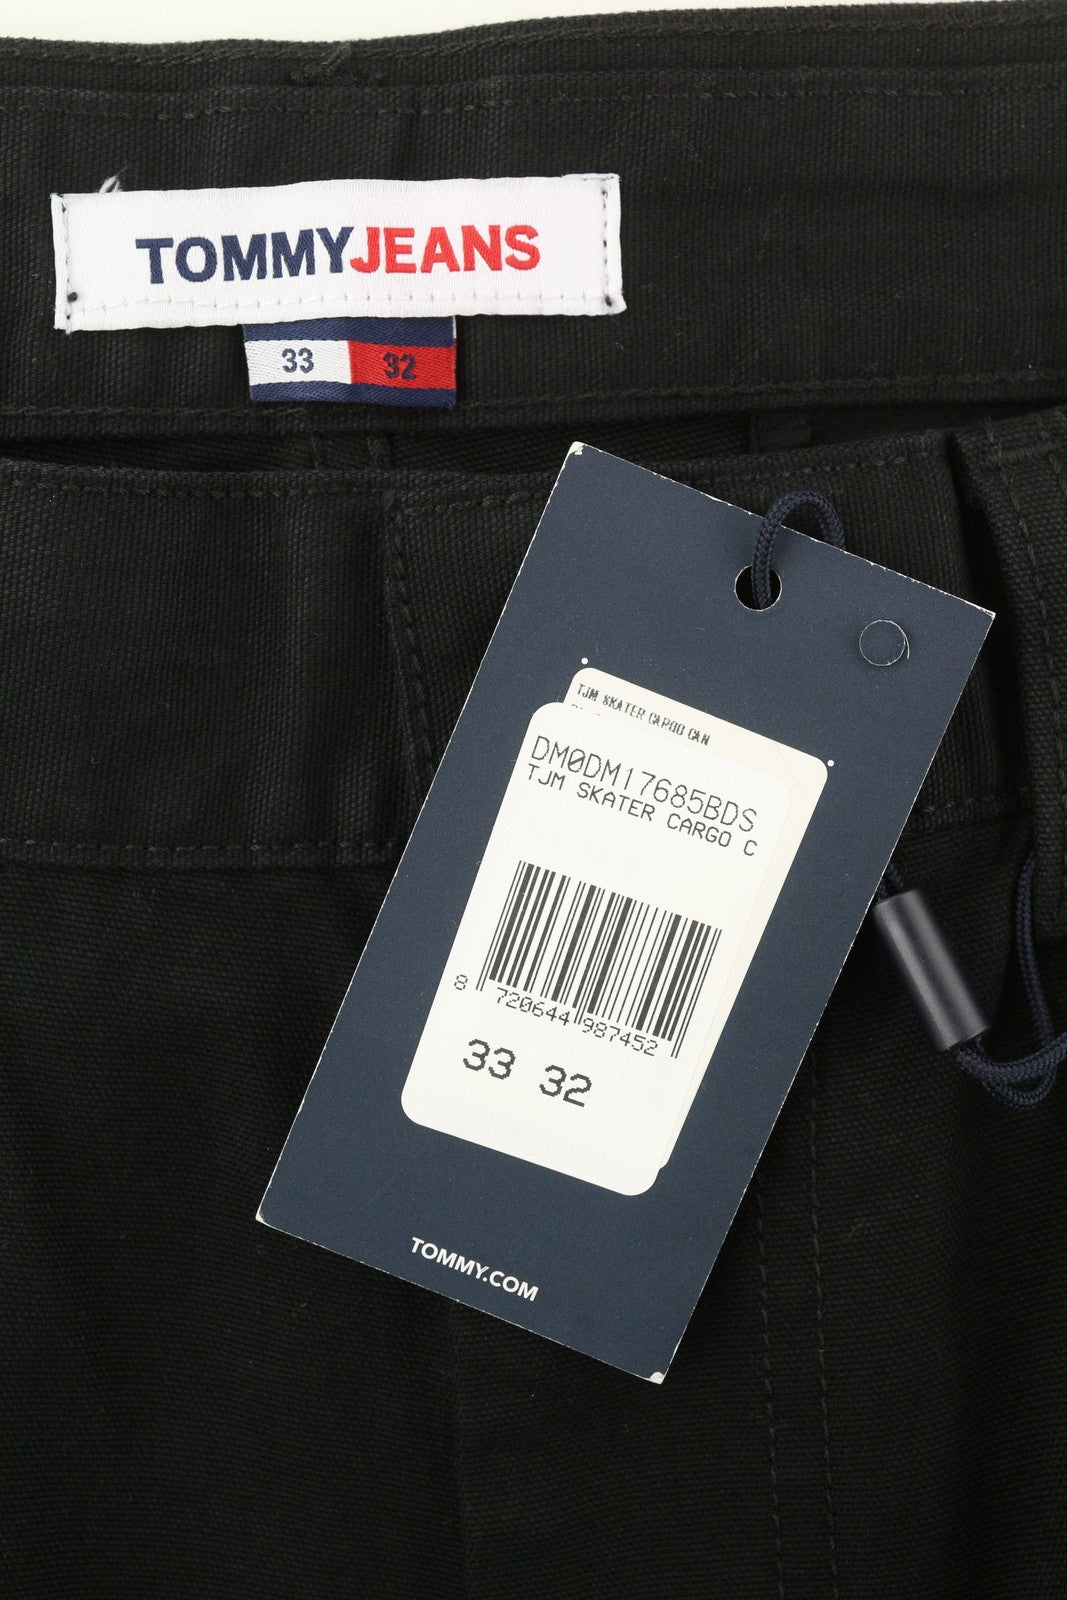 TOMMYJEANS
33 32
TJM SKATER CARGO CAN
DM0DM17685BDS
TJM SKATER CARGO C
8 720644 987452
33 32
TOMMY.COM